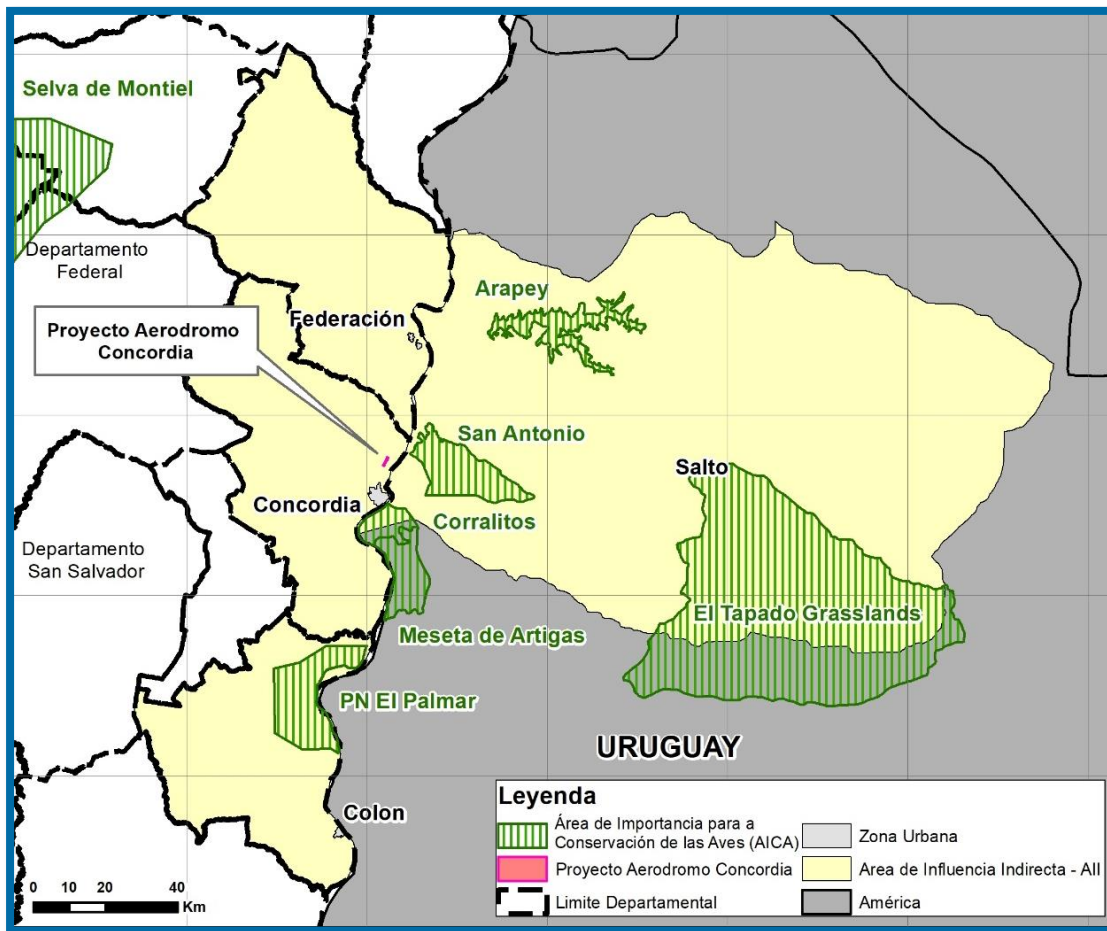 Selva de Montiel
Departamento
Federal
Proyecto Aerodromo
Concordia
Federación
Arapey
San Antonio
Salto
Concordia
Corralitos
Departamento
San Salvador
El Tapado Grasslands
Meseta de Artigas
PN El Palmar
URUGUAY
Colon
Leyenda
Área de Importancia para a
Conservación de las Aves (AICA)
Proyecto Aerodromo Concordia
Limite Departamental
Zona Urbana
Area de Influencia Indirecta - AII
América
0 10 20 40
Km